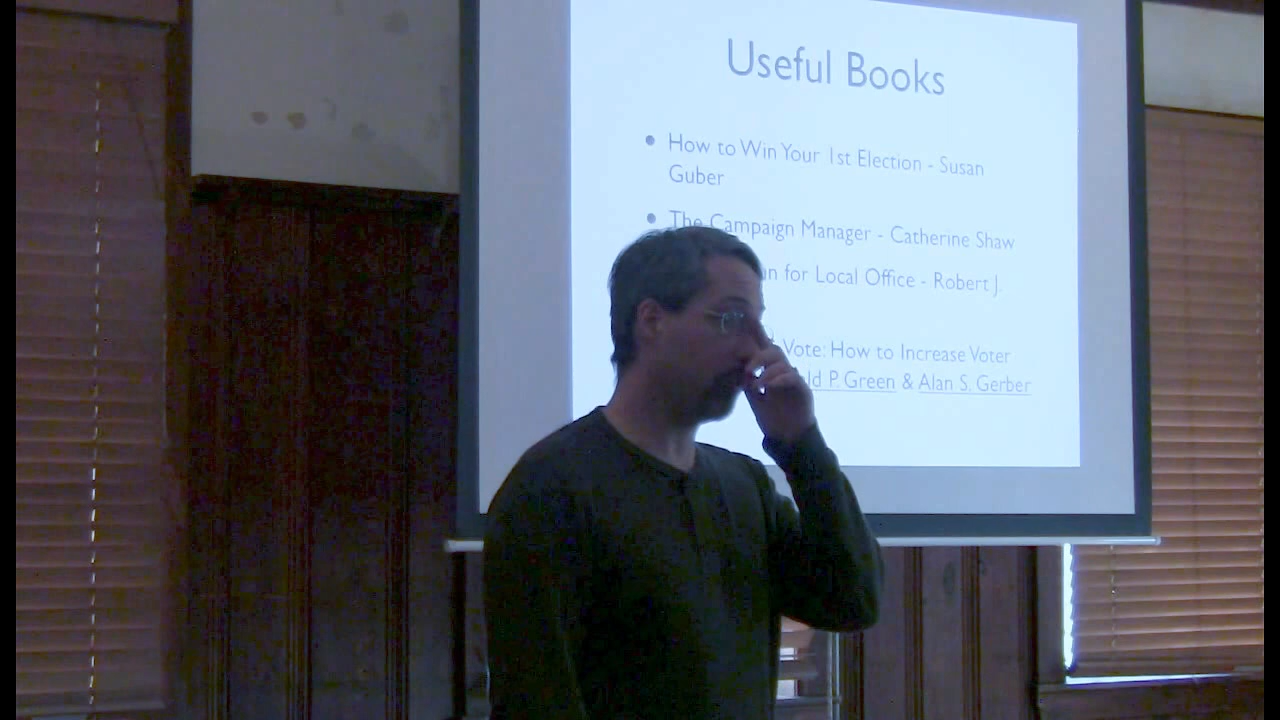 Useful Books
• How to Win Your 1st Election - Susan
Guber
• The Campaign Manager - Catherine Shaw
for Local Office - Robert J.
Vote: How to Increase Voter
P Green & Alan S. Gerber